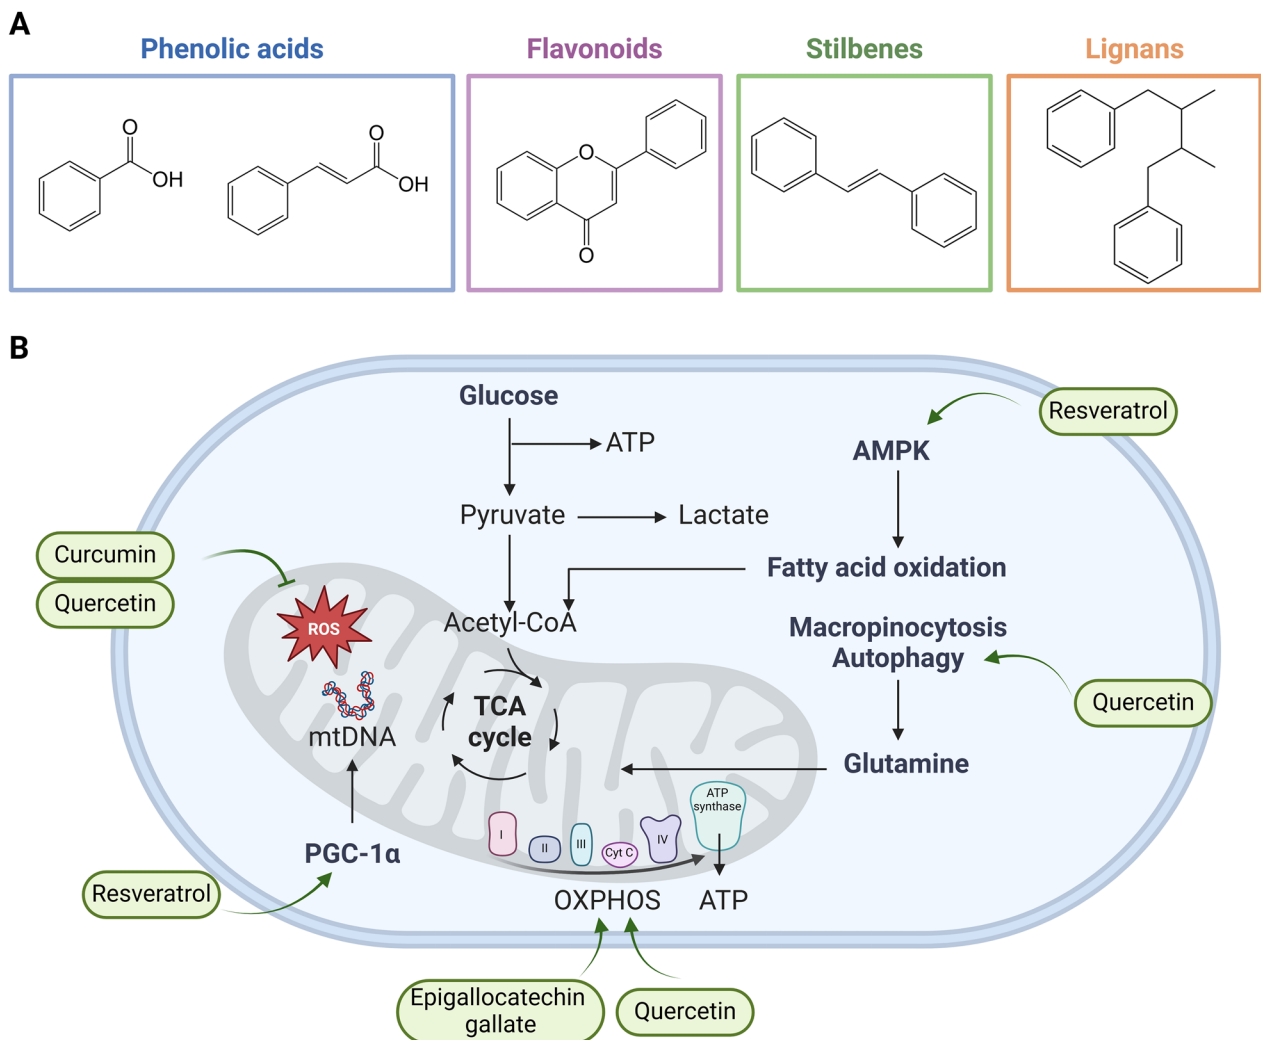 A
Phenolic acids
Flavonoids
Stilbenes
Lignans
O
OH
O
OH
O
O
B
Glucose
ATP
Pyruvate
Lactate
Acetyl-CoA
Resveratrol
AMPK
Fatty acid oxidation
Macropinocytosis
Autophagy
Quercetin
Glutamine
Curcumin
Quercetin
ROS
mtDNA
TCA
cycle
PGC-1α
Resveratrol
I
II
III
Cyt C
IV
ATP
synthase
OXPHOS
ATP
Epigallocatechin
gallate
Quercetin